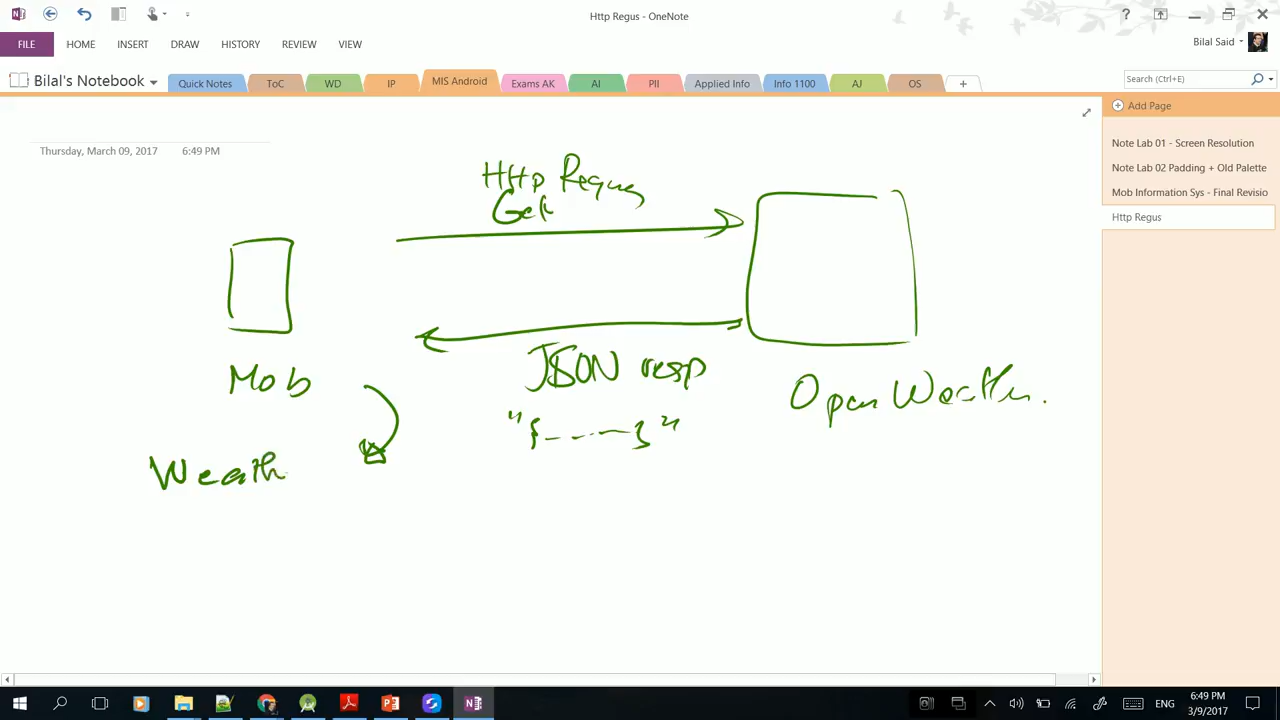 Http Regus - OneNote
FILE HOME INSERT DRAW HISTORY REVIEW VIEW
Bilal Said
Bilal's Notebook
Quick Notes ToC WD IP MIS Android Exams AK AI PII Applied Info Info 1100 AJ OS
Search (Ctrl+E)
Add Page
Thursday, March 09, 2017 6:49 PM
Note Lab 01 - Screen Resolution
Note Lab 02 Padding + Old Palette
Mob Information Sys - Final Revisio
Http Regus
Http Requs
Get
JSON resp
"{-------}"
Mob
Open Weather.
Weath
ENG
6:49 PM
3/9/2017